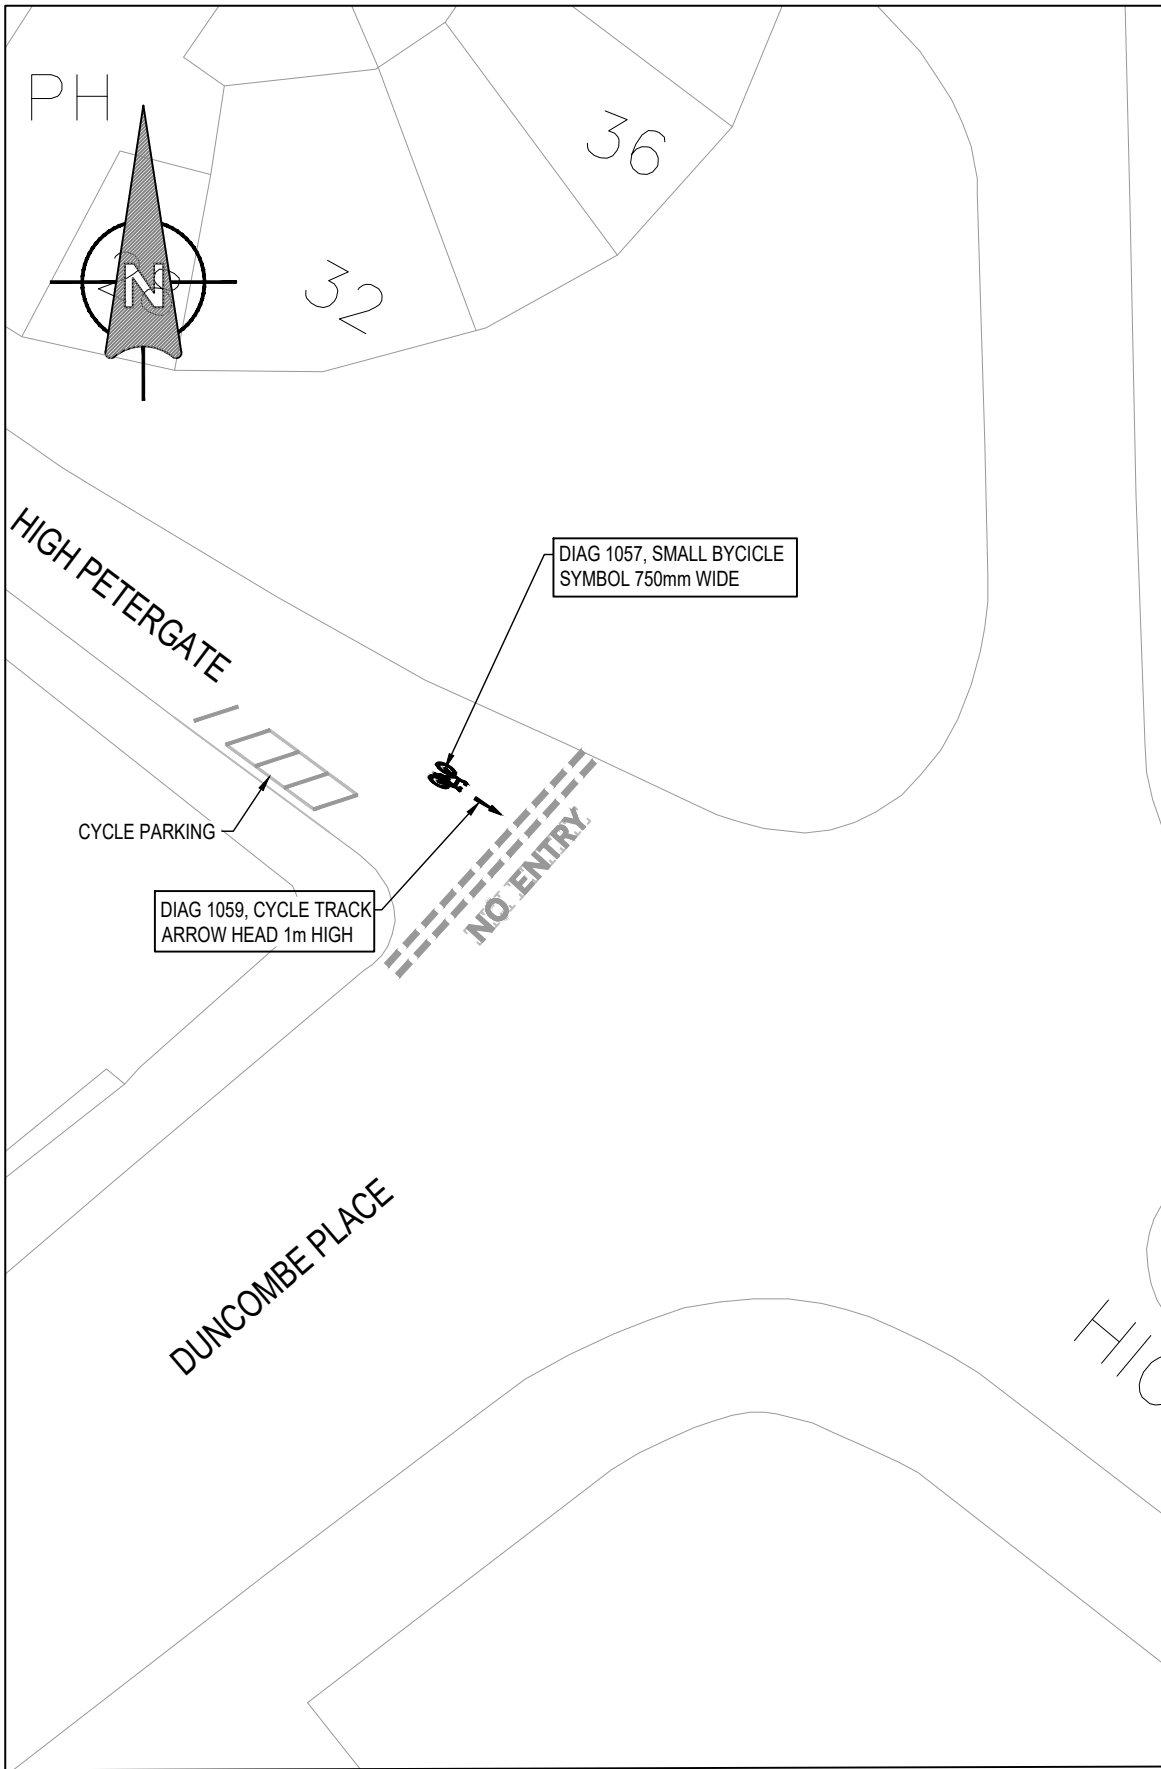 PH
36
N
32
HIGH PETERGATE
DIAG 1057, SMALL BYCICLE
SYMBOL 750mm WIDE
CYCLE PARKING
DIAG 1059, CYCLE TRACK
ARROW HEAD 1m HIGH
NO ENTRY
DUNCOMBE PLACE